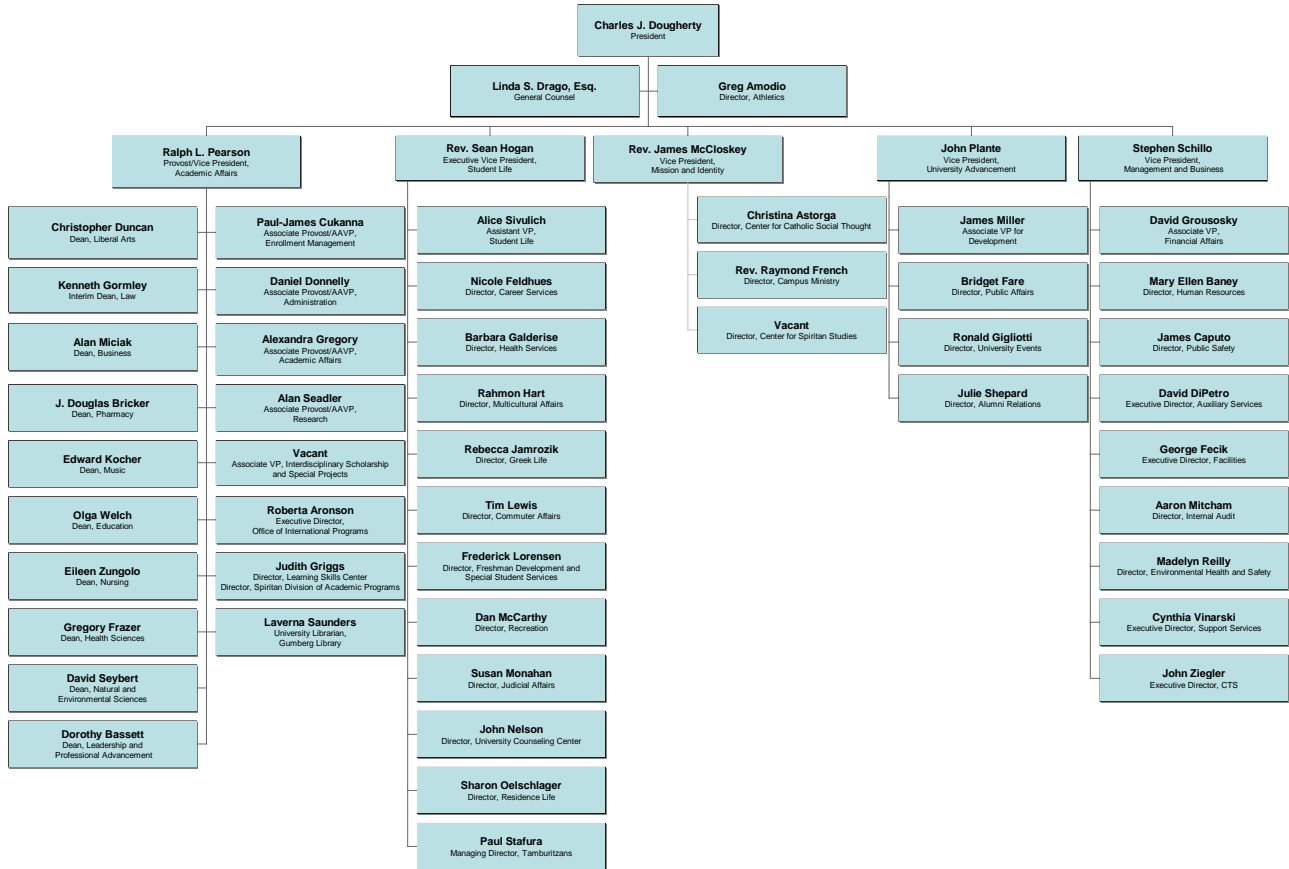 Charles J. Dougherty
President
Linda S. Drago, Esq.
General Counsel
Greg Amodio
Director, Athletics
Ralph L. Pearson
Provost/Vice President,
Academic Affairs
Rev. Sean Hogan
Executive Vice President,
Student Life
Rev. James McCloskey
Vice President,
Mission and Identity
John Plante
Vice President,
University Advancement
Stephen Schillo
Vice President,
Management and Business
Christopher Duncan
Dean, Liberal Arts
Kenneth Gormley
Interim Dean, Law
Alan Miciak
Dean, Business
J. Douglas Bricker
Dean, Pharmacy
Edward Kocher
Dean, Music
Olga Welch
Dean, Education
Eileen Zungolo
Dean, Nursing
Gregory Frazer
Dean, Health Sciences
David Seybert
Dean, Natural and
Environmental Sciences
Dorothy Bassett
Dean, Leadership and
Professional Advancement
Paul-James Cukanna
Associate Provost/AAVP,
Enrollment Management
Daniel Donnelly
Associate Provost/AAVP,
Administration
Alexandra Gregory
Associate Provost/AAVP,
Academic Affairs
Alan Seadler
Associate Provost/AAVP,
Research
Vacant
Associate VP, Interdisciplinary Scholarship
and Special Projects
Roberta Aronson
Executive Director,
Office of International Programs
Judith Griggs
Director, Learning Skills Center
Director, Spiritan Division of Academic Programs
Laverna Saunders
University Librarian,
Gumberg Library
Alice Sivulich
Assistant VP,
Student Life
Nicole Feldhues
Director, Career Services
Barbara Galderise
Director, Health Services
Rahmon Hart
Director, Multicultural Affairs
Rebecca Jamrozik
Director, Greek Life
Tim Lewis
Director, Commuter Affairs
Frederick Lorensen
Director, Freshman Development and
Special Student Services
Dan McCarthy
Director, Recreation
Susan Monahan
Director, Judicial Affairs
John Nelson
Director, University Counseling Center
Sharon Oelschlager
Director, Residence Life
Paul Stafura
Managing Director, Tamburitzans
Christina Astorga
Director, Center for Catholic Social Thought
Rev. Raymond French
Director, Campus Ministry
Vacant
Director, Center for Spiritan Studies
James Miller
Associate VP for
Development
Bridget Fare
Director, Public Affairs
Ronald Gigliotti
Director, University Events
Julie Shepard
Director, Alumni Relations
David Grousosky
Associate VP,
Financial Affairs
Mary Ellen Baney
Director, Human Resources
James Caputo
Director, Public Safety
David DiPetro
Executive Director, Auxiliary Services
George Fecik
Executive Director, Facilities
Aaron Mitcham
Director, Internal Audit
Madelyn Reilly
Director, Environmental Health and Safety
Cynthia Vinarski
Executive Director, Support Services
John Ziegler
Executive Director, CTS